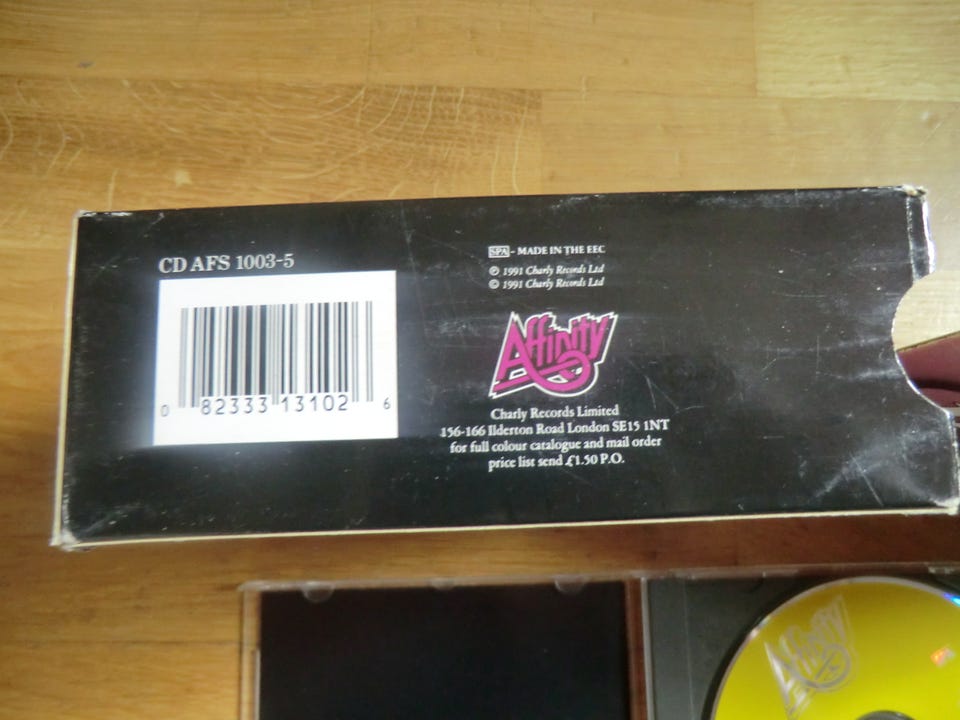 CD AFS 1003-5
0 82333 13102 6
SPA - MADE IN THE EEC
℗ 1991 Charly Records Ltd
© 1991 Charly Records Ltd
Affinity
Charly Records Limited
156-166 Ilderton Road London SE15 1NT
for full colour catalogue and mail order
price list send £1.50 P.O.
Affinity